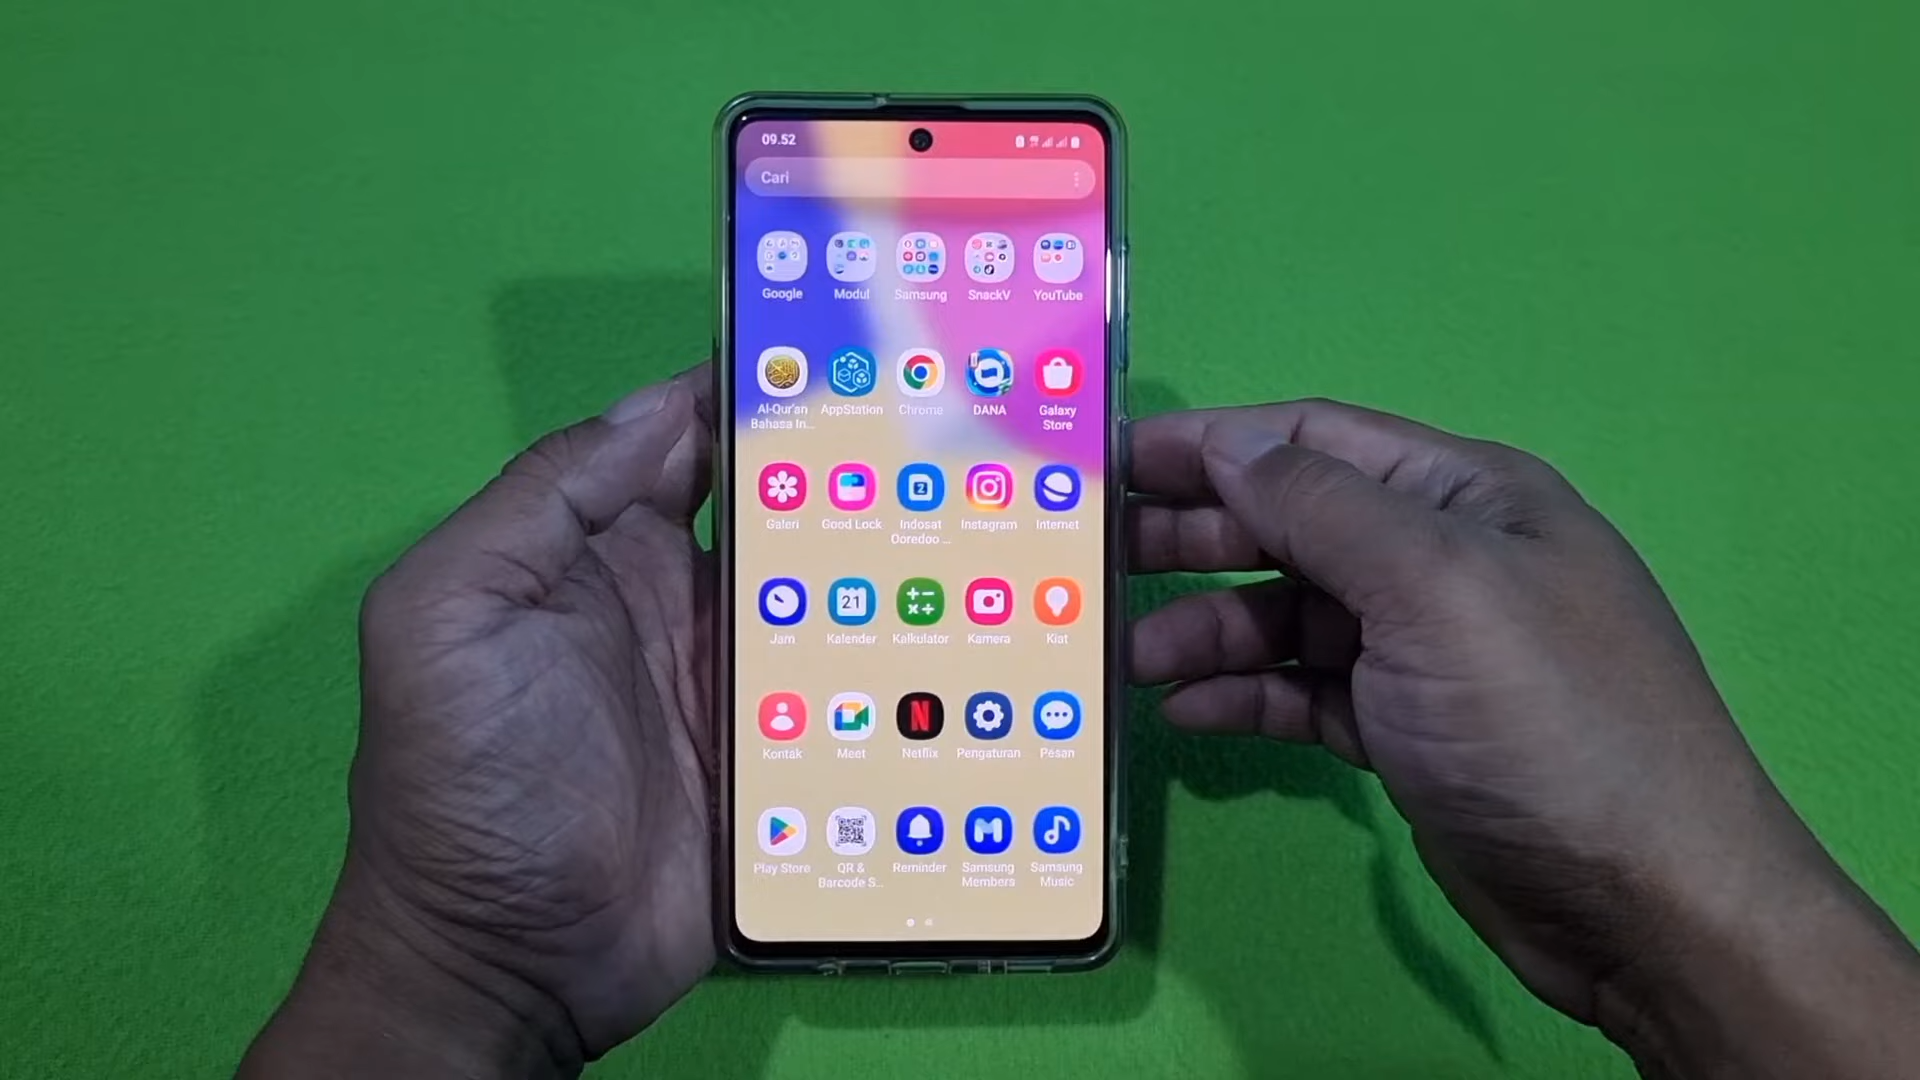 09.52
Cari
Google Modul Samsung SnackV YouTube
Al-Qur'an AppStation Chrome DANA Galaxy
Bahasa In... Store
2
Galeri Good Lock Indosat Instagram Internet
Ooredoo ...
21
Jam Kalender Kalkulator Kamera Kiat
N
Kontak Meet Netflix Pengaturan Pesan
Play Store QR & Reminder Samsung Samsung
Barcode S... Members Music